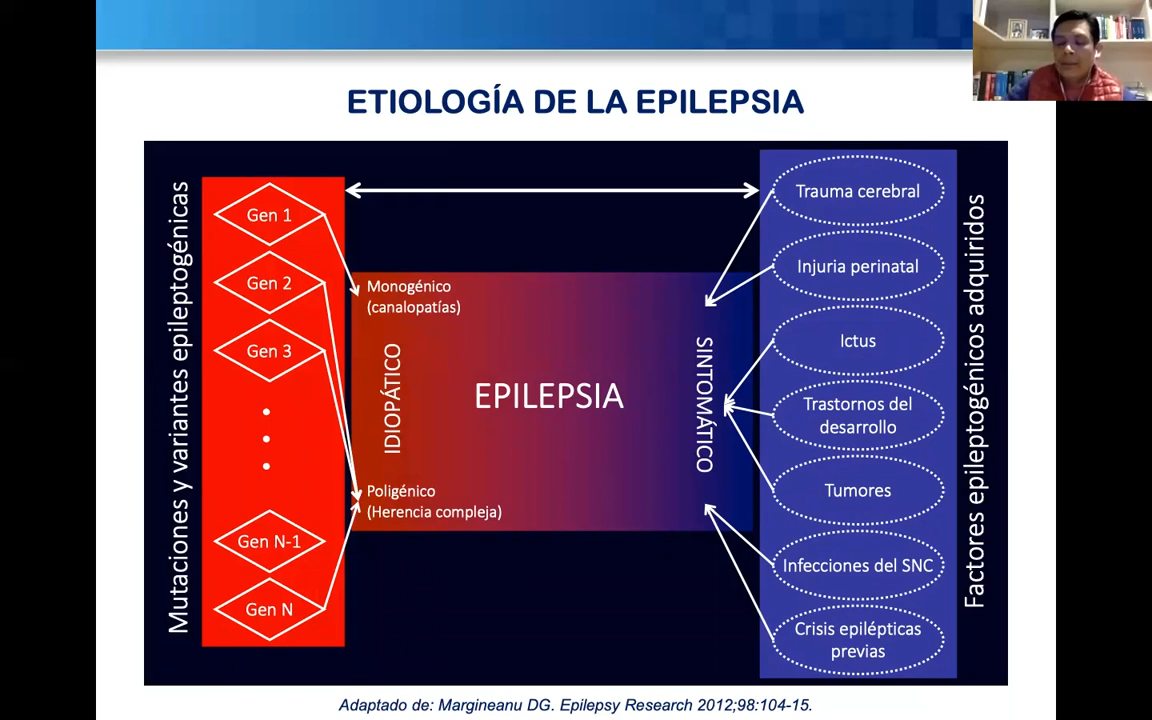 ETIOLOGÍA DE LA EPILEPSIA
Mutaciones y variantes epileptogénicas
Gen 1
Gen 2
Gen 3
Gen N-1
Gen N
Monogénico
(canalopatías)
IDIOPÁTICO
Poligénico
(Herencia compleja)
EPILEPSIA
SINTOMÁTICO
Trauma cerebral
Injuria perinatal
Ictus
Trastornos del
desarrollo
Tumores
Infecciones del SNC
Crisis epilépticas
previas
Factores epileptogénicos adquiridos
Adaptado de: Margineanu DG. Epilepsy Research 2012;98:104-15.